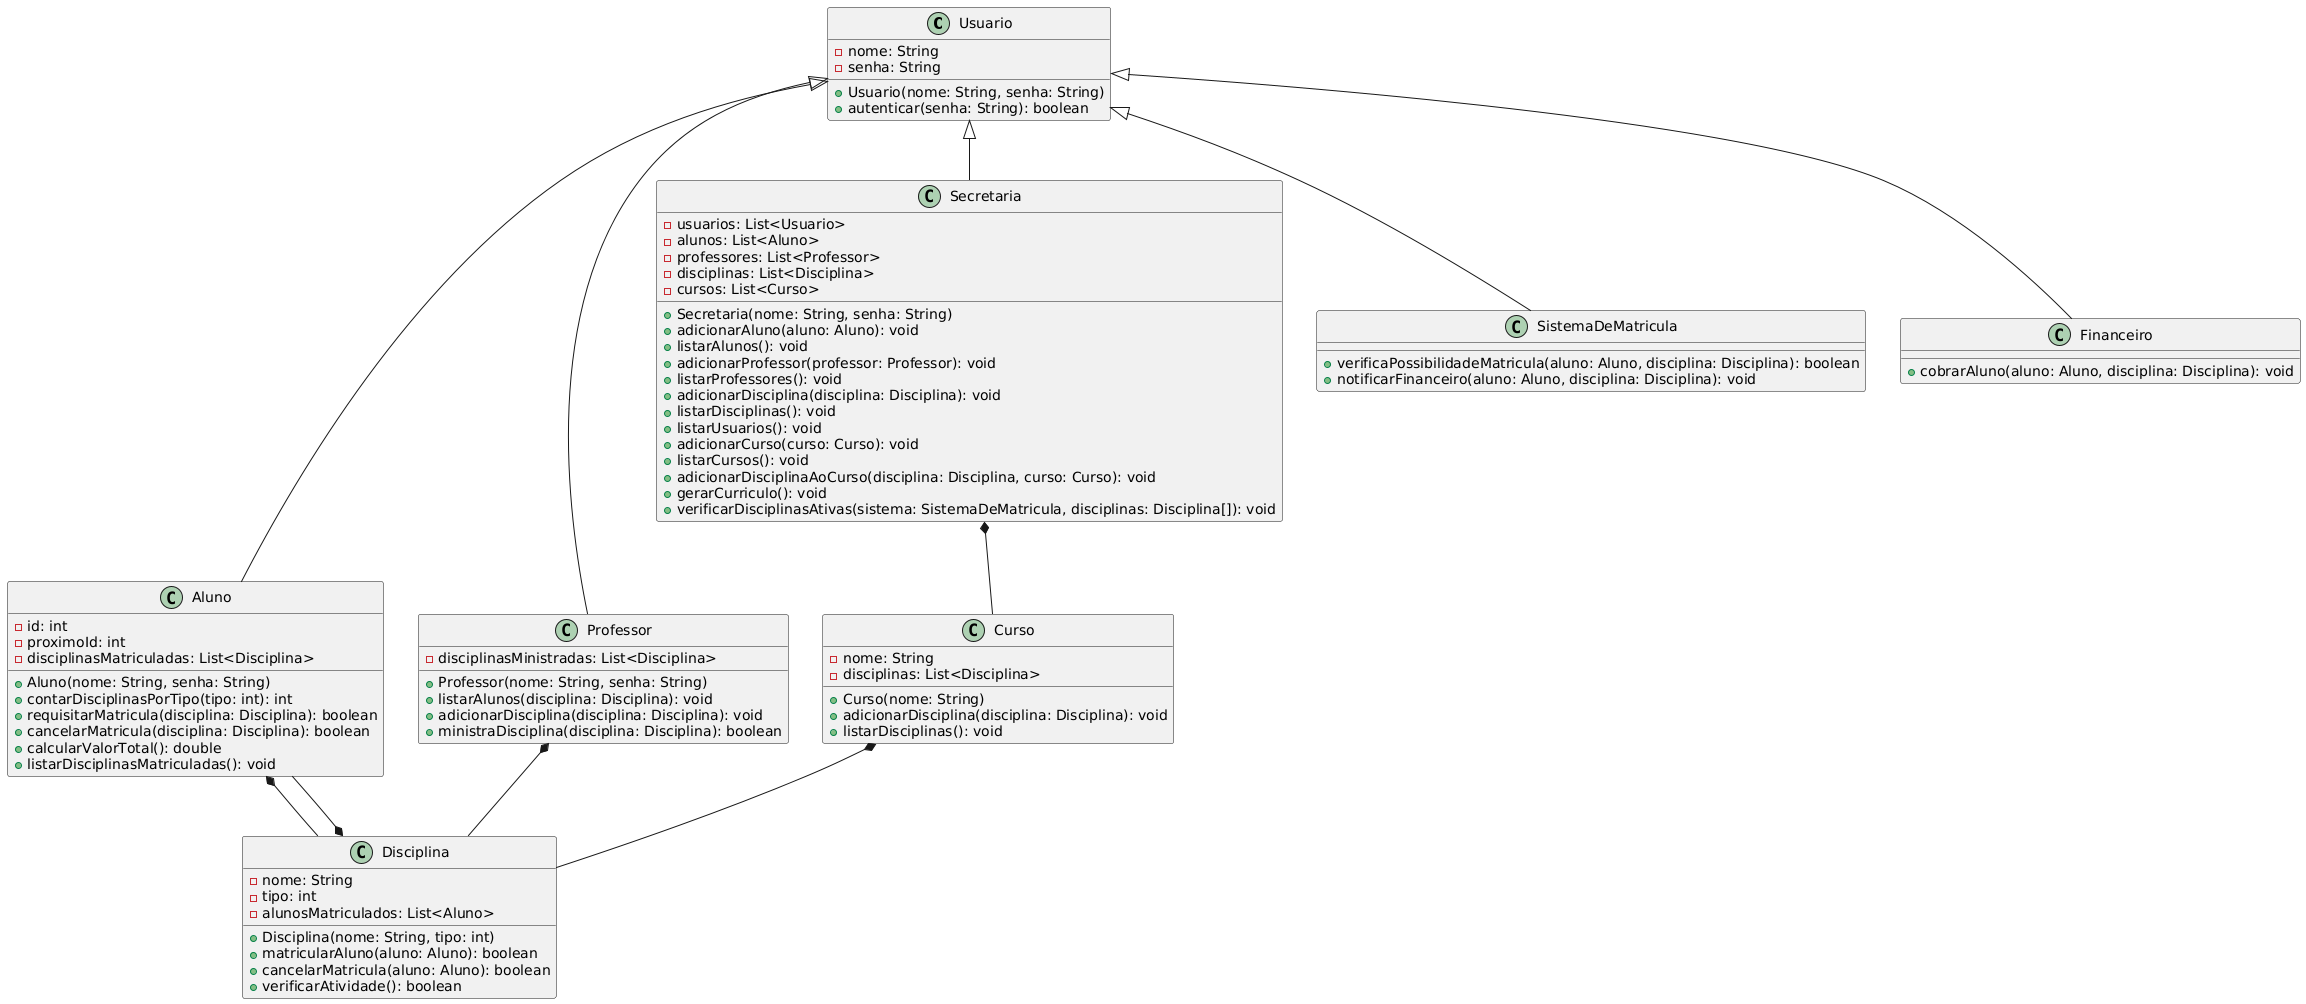 C Usuario
nome: String
senha: String
Usuario(nome: String, senha: String)
autenticar(senha: String): boolean
C Secretaria
usuarios: List<Usuario>
alunos: List<Aluno>
professores: List<Professor>
disciplinas: List<Disciplina>
cursos: List<Curso>
Secretaria(nome: String, senha: String)
adicionarAluno(aluno: Aluno): void
listarAlunos(): void
adicionarProfessor(professor: Professor): void
listarProfessores(): void
adicionarDisciplina(disciplina: Disciplina): void
listarDisciplinas(): void
listarUsuarios(): void
adicionarCurso(curso: Curso): void
listarCursos(): void
adicionarDisciplinaAoCurso(disciplina: Disciplina, curso: Curso): void
gerarCurriculo(): void
verificarDisciplinasAtivas(sistema: SistemaDeMatricula, disciplinas: Disciplina[]): void
C SistemaDeMatricula
verificaPossibilidadeMatricula(aluno: Aluno, disciplina: Disciplina): boolean
notificarFinanceiro(aluno: Aluno, disciplina: Disciplina): void
C Financeiro
cobrarAluno(aluno: Aluno, disciplina: Disciplina): void
C Aluno
id: int
proximoId: int
disciplinasMatriculadas: List<Disciplina>
Aluno(nome: String, senha: String)
contarDisciplinasPorTipo(tipo: int): int
requisitarMatricula(disciplina: Disciplina): boolean
cancelarMatricula(disciplina: Disciplina): boolean
calcularValorTotal(): double
listarDisciplinasMatriculadas(): void
C Professor
disciplinasMinistradas: List<Disciplina>
Professor(nome: String, senha: String)
listarAlunos(disciplina: Disciplina): void
adicionarDisciplina(disciplina: Disciplina): void
ministraDisciplina(disciplina: Disciplina): boolean
C Curso
nome: String
disciplinas: List<Disciplina>
Curso(nome: String)
adicionarDisciplina(disciplina: Disciplina): void
listarDisciplinas(): void
C Disciplina
nome: String
tipo: int
alunosMatriculados: List<Aluno>
Disciplina(nome: String, tipo: int)
matricularAluno(aluno: Aluno): boolean
cancelarMatricula(aluno: Aluno): boolean
verificarAtividade(): boolean